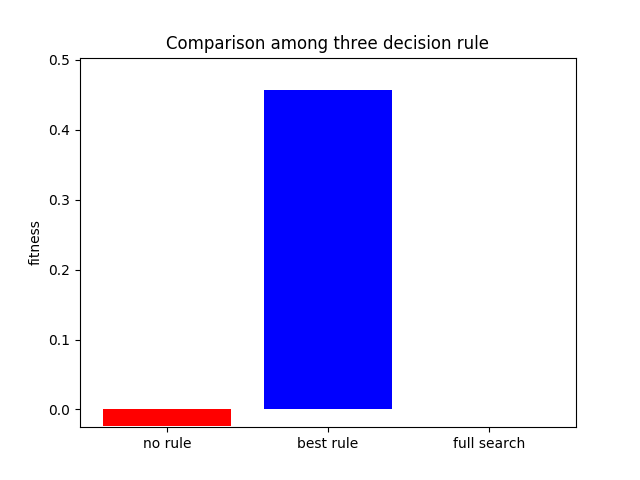 Comparison among three decision rule
0.5
0.4
0.3
0.2
0.1
0.0
fitness
no rule
best rule
full search